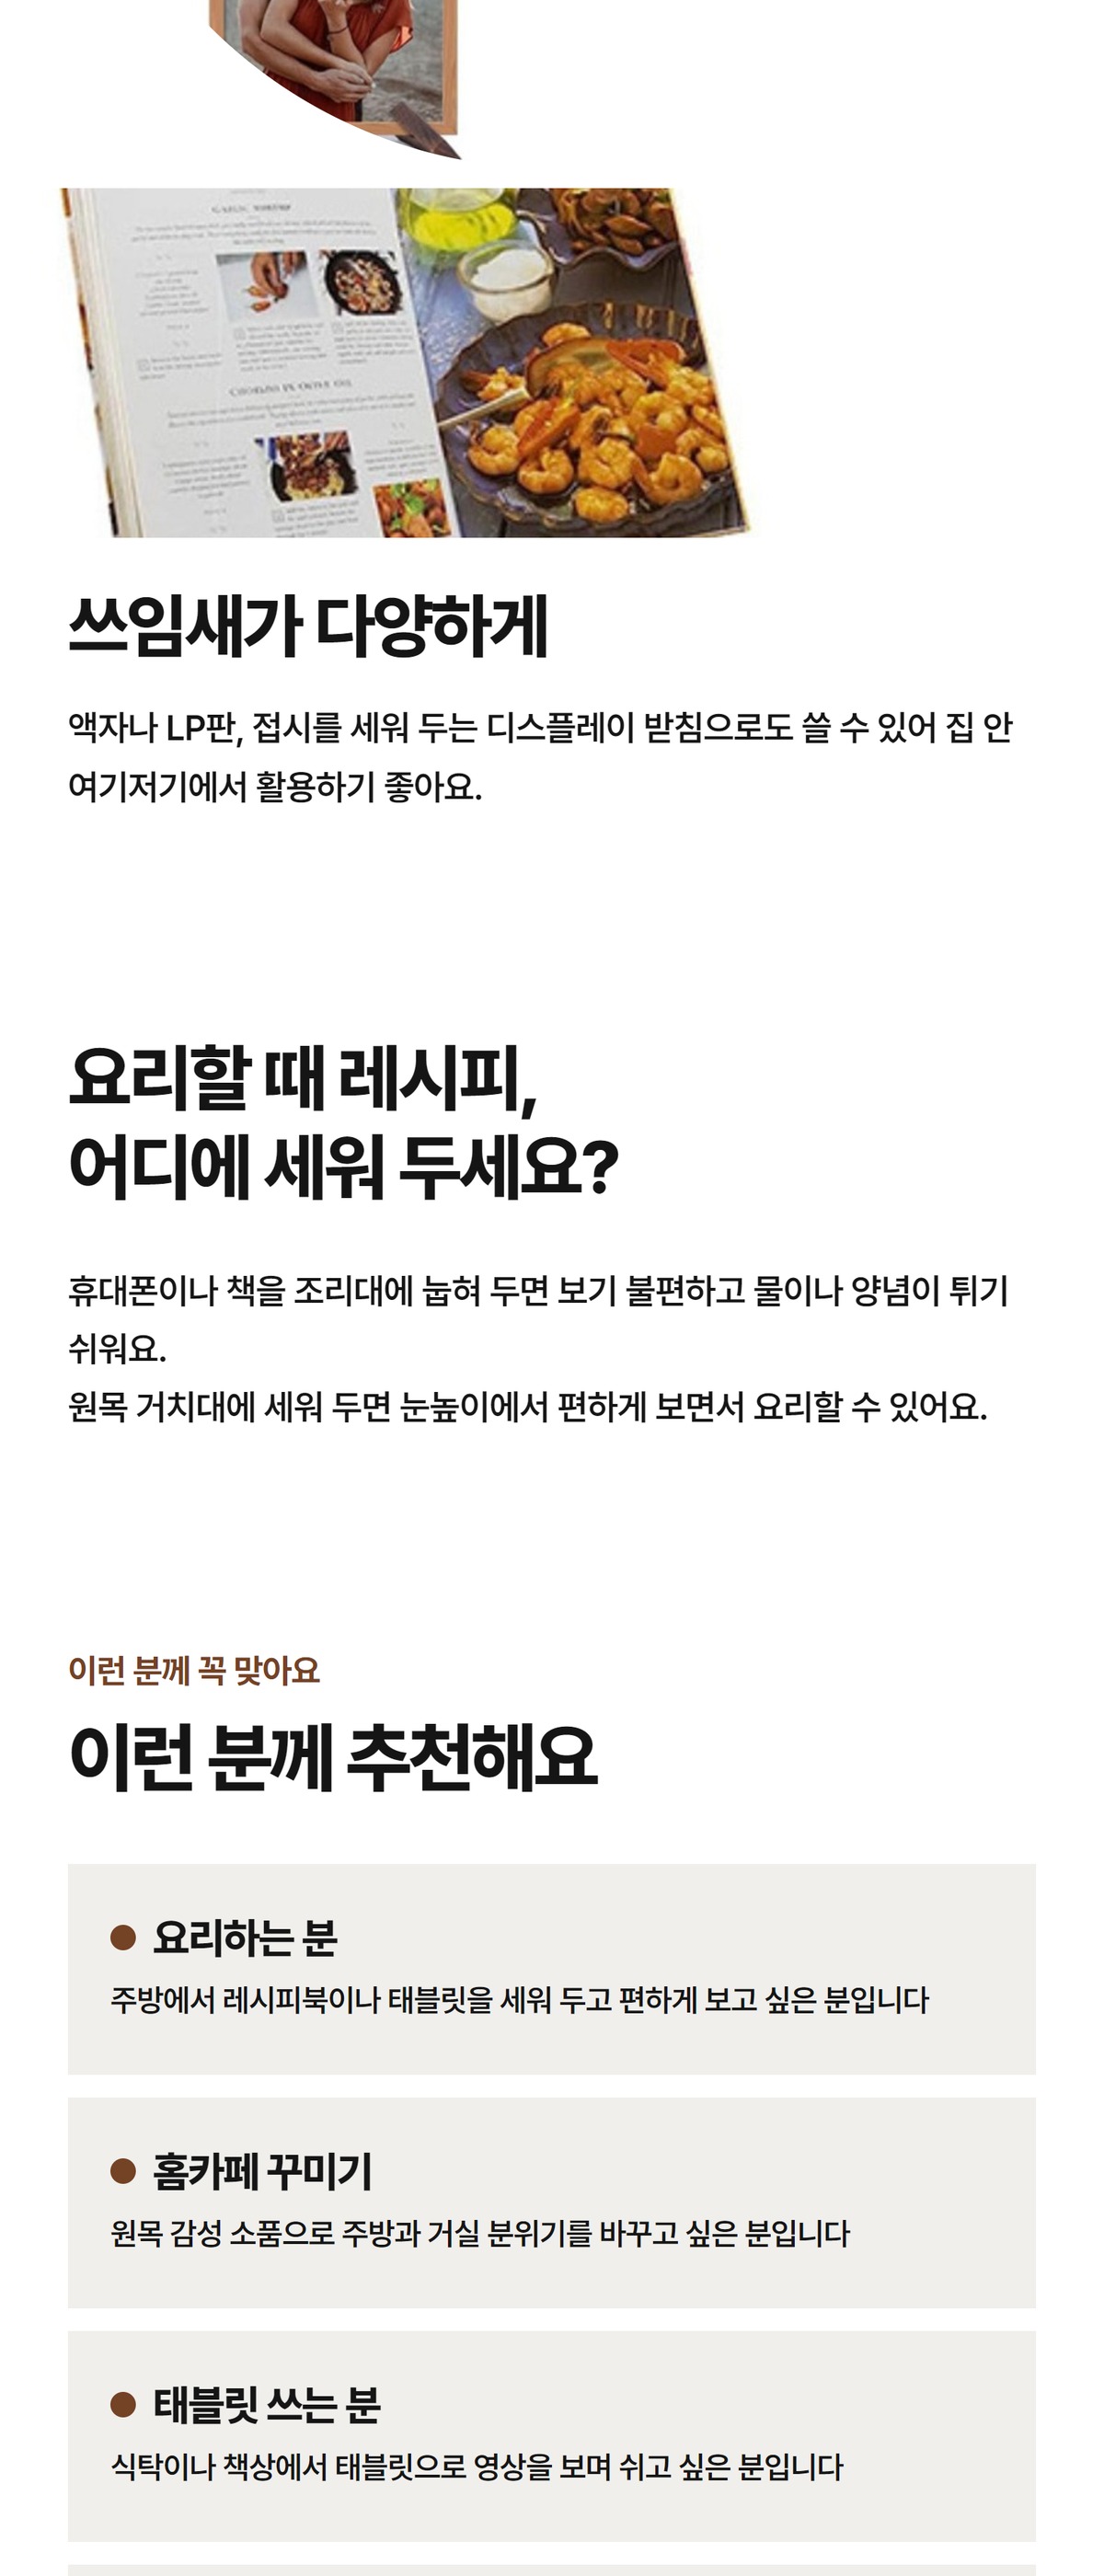 쓰임새가 다양하게
액자나 LP판, 접시를 세워 두는 디스플레이 받침으로도 쓸 수 있어 집 안
여기저기에서 활용하기 좋아요.
요리할 때 레시피,
어디에 세워 두세요?
휴대폰이나 책을 조리대에 눕혀 두면 보기 불편하고 물이나 양념이 튀기
쉬워요.
원목 거치대에 세워 두면 눈높이에서 편하게 보면서 요리할 수 있어요.
이런 분께 꼭 맞아요
이런 분께 추천해요
요리하는 분
주방에서 레시피북이나 태블릿을 세워 두고 편하게 보고 싶은 분입니다
홈카페 꾸미기
원목 감성 소품으로 주방과 거실 분위기를 바꾸고 싶은 분입니다
태블릿 쓰는 분
식탁이나 책상에서 태블릿으로 영상을 보며 쉬고 싶은 분입니다